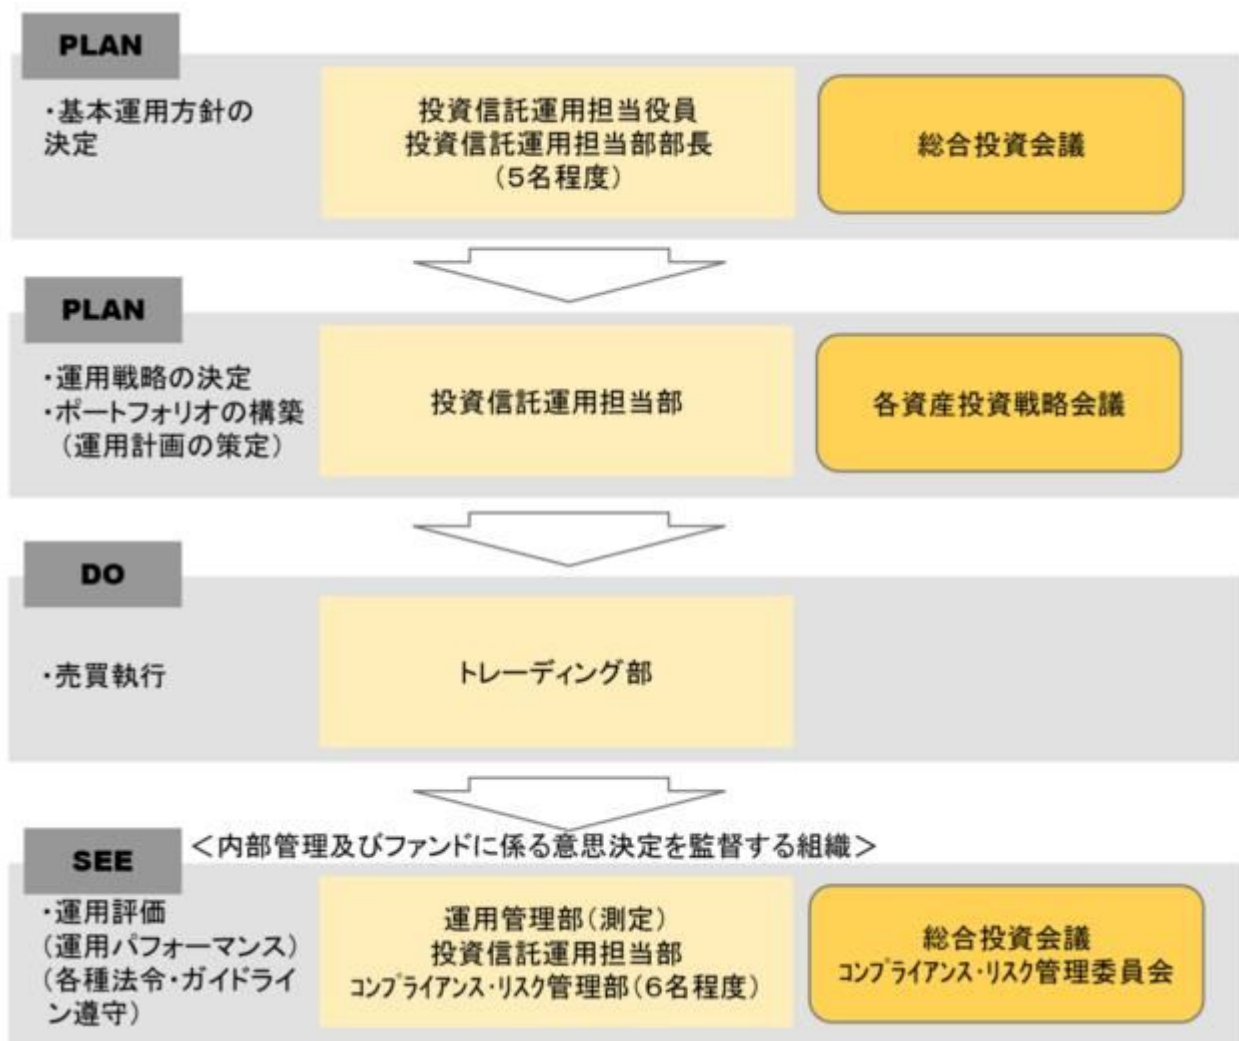 PLAN
・基本運用方針の
決定
投資信託運用担当役員
投資信託運用担当部部長
（５名程度）
総合投資会議
PLAN
・運用戦略の決定
・ポートフォリオの構築
（運用計画の策定）
投資信託運用担当部
各資産投資戦略会議
DO
・売買執行
トレーディング部
＜内部管理及びファンドに係る意思決定を監督する組織＞
SEE
・運用評価
(運用パフォーマンス)
(各種法令・ガイドライ
ン遵守)
運用管理部（測定）
投資信託運用担当部
ｺﾝﾌﾟﾗｲｱﾝｽ・ﾘｽｸ管理部（６名程度）
総合投資会議
ｺﾝﾌﾟﾗｲｱﾝｽ・ﾘｽｸ管理委員会